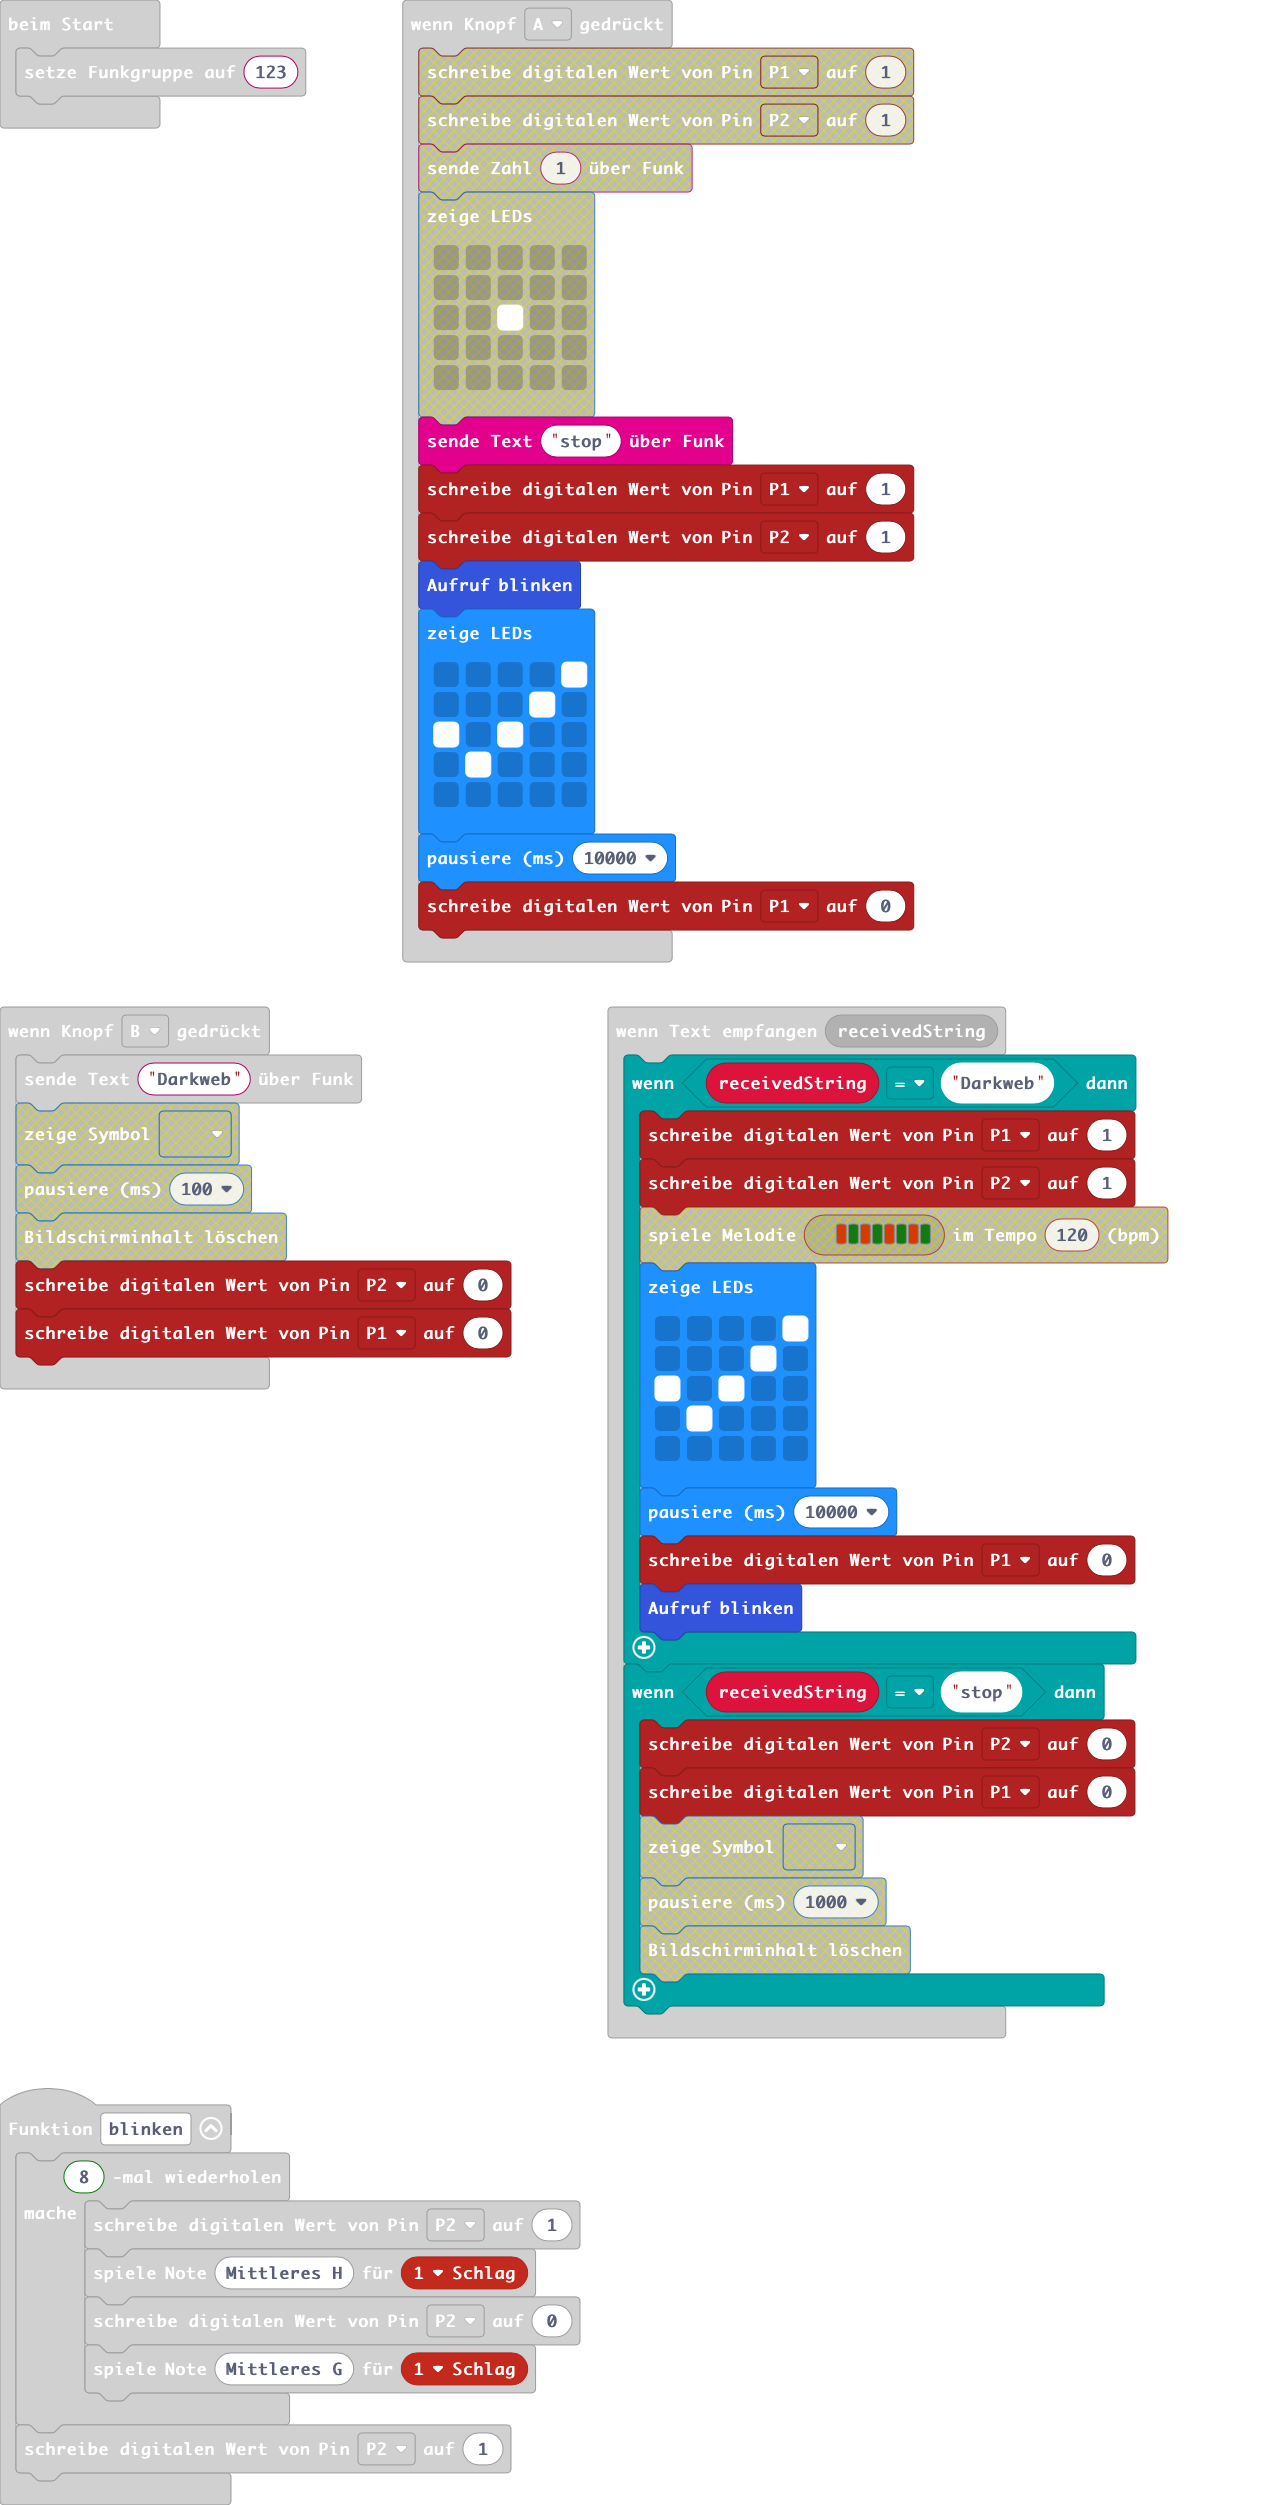 beim Start
setze Funkgruppe auf 123
wenn Knopf A gedrückt
schreibe digitalen Wert von Pin P1 auf 1
schreibe digitalen Wert von Pin P2 auf 1
sende Zahl 1 über Funk
zeige LEDs
sende Text "stop" über Funk
schreibe digitalen Wert von Pin P1 auf 1
schreibe digitalen Wert von Pin P2 auf 1
Aufruf blinken
zeige LEDs
pausiere (ms) 10000
schreibe digitalen Wert von Pin P1 auf 0
wenn Knopf B gedrückt
sende Text "Darkweb" über Funk
zeige Symbol
pausiere (ms) 100
Bildschirminhalt löschen
schreibe digitalen Wert von Pin P2 auf 0
schreibe digitalen Wert von Pin P1 auf 0
wenn Text empfangen receivedString
wenn receivedString = "Darkweb" dann
schreibe digitalen Wert von Pin P1 auf 1
schreibe digitalen Wert von Pin P2 auf 1
spiele Melodie im Tempo 120 (bpm)
zeige LEDs
pausiere (ms) 10000
schreibe digitalen Wert von Pin P1 auf 0
Aufruf blinken
wenn receivedString = "stop" dann
schreibe digitalen Wert von Pin P2 auf 0
schreibe digitalen Wert von Pin P1 auf 0
zeige Symbol
pausiere (ms) 1000
Bildschirminhalt löschen
Funktion blinken
8 -mal wiederholen
mache
schreibe digitalen Wert von Pin P2 auf 1
spiele Note Mittleres H für 1 Schlag
schreibe digitalen Wert von Pin P2 auf 0
spiele Note Mittleres G für 1 Schlag
schreibe digitalen Wert von Pin P2 auf 1